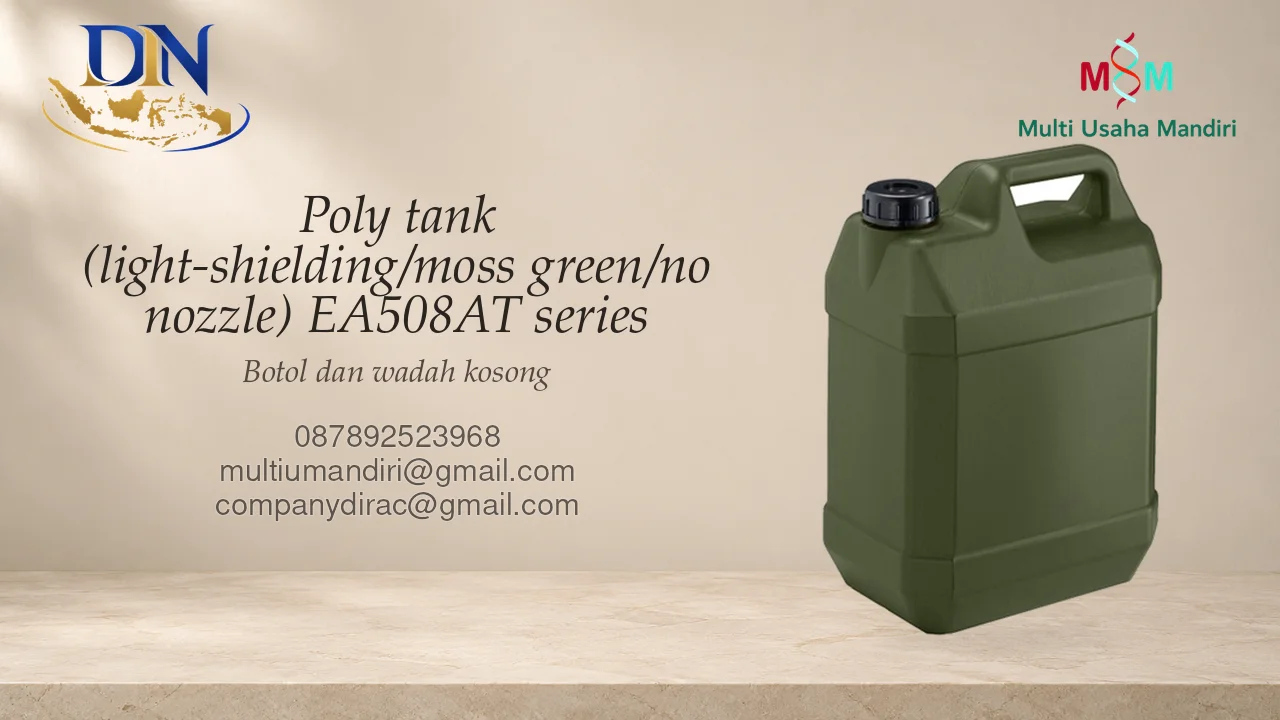 DN
M M
Multi Usaha Mandiri
Poly tank
(light-shielding/moss green/no
nozzle) EA508AT series
Botol dan wadah kosong
087892523968
multiumandiri@gmail.com
companydirac@gmail.com